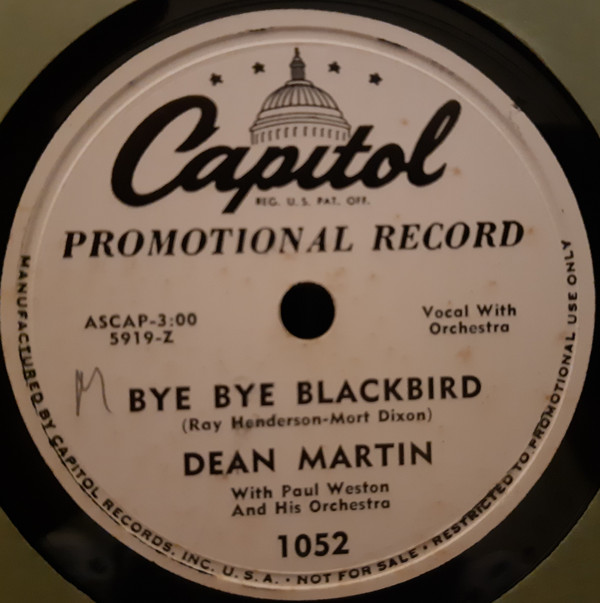 Capitol
REG. U.S. PAT. OFF.
PROMOTIONAL RECORD
ASCAP-3:00
5919-Z
Vocal With
Orchestra
M
BYE BYE BLACKBIRD
(Ray Henderson-Mort Dixon)
DEAN MARTIN
With Paul Weston
And His Orchestra
1052
MANUFACTURED BY CAPITOL RECORDS, INC. U.S.A. • NOT FOR SALE • RESTRICTED TO PROMOTIONAL USE ONLY